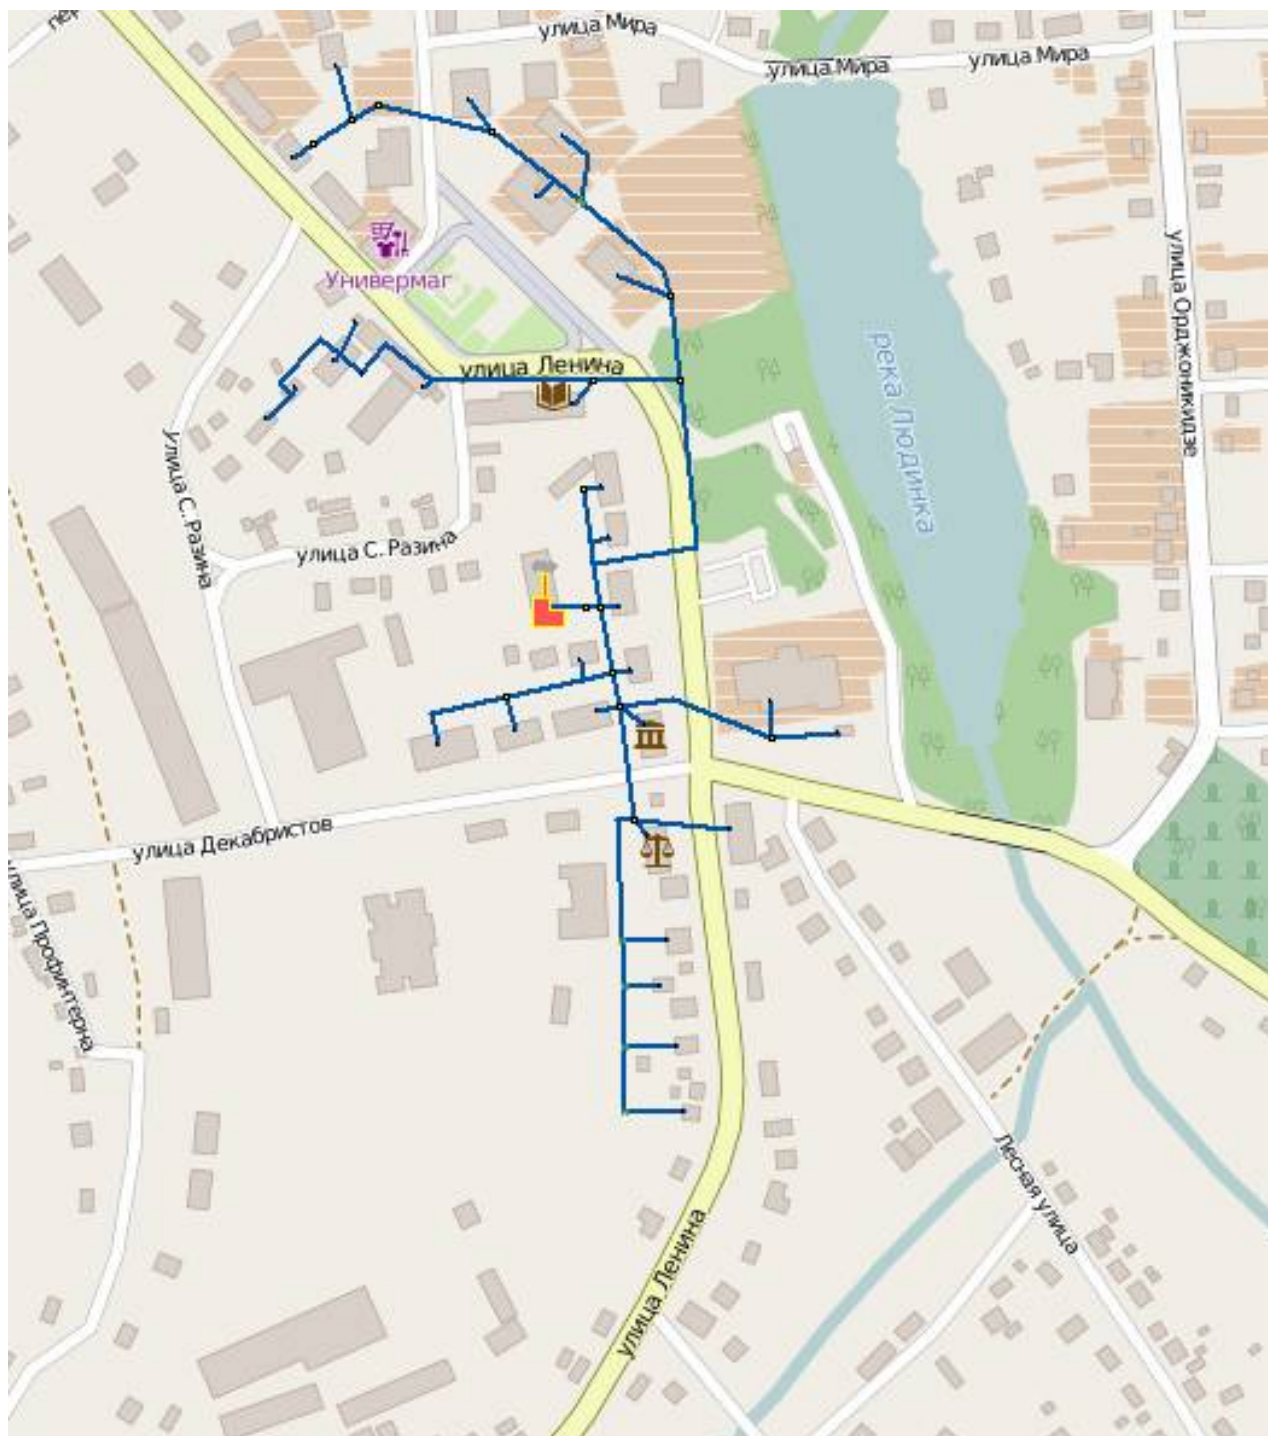 пер
улица Мира
улица Мира
улица Мира
Универмаг
улица Орджоникидзе
улица Ленина
река Людинка
улица С. Разина
улица С. Разина
улица Декабристов
улица Профинтерна
Лесная улица
улица Ленина